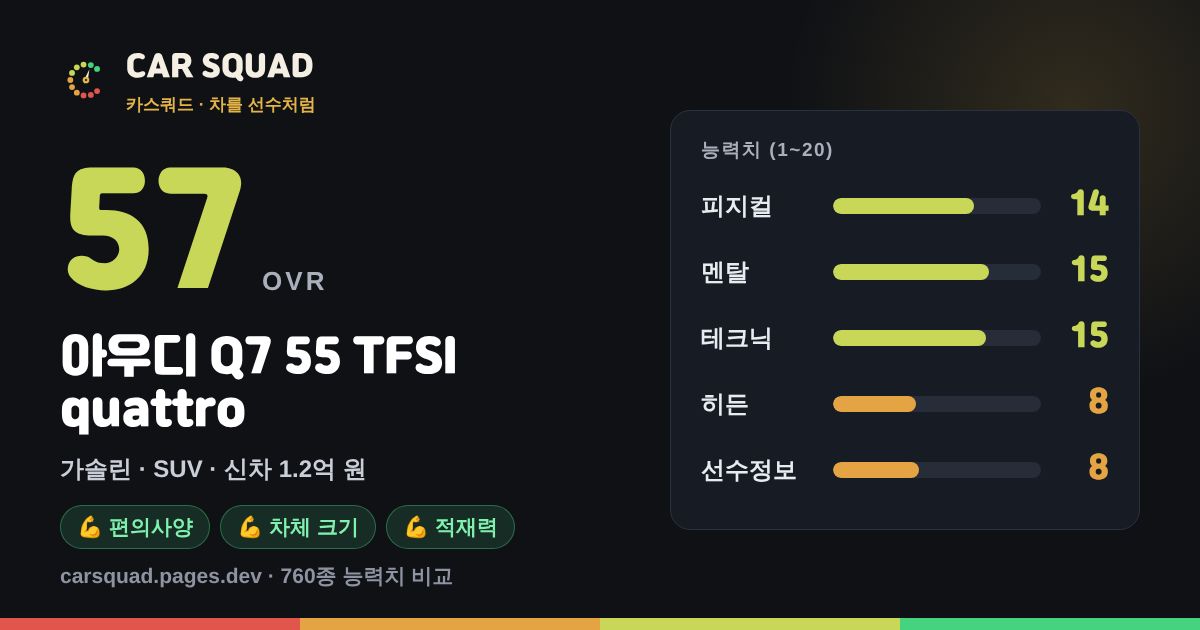 CAR SQUAD
카스쿼드 · 차를 선수처럼
57 OVR
아우디 Q7 55 TFSI
quattro
가솔린 · SUV · 신차 1.2억 원
💪 편의사양 💪 차체 크기 💪 적재력
carsquad.pages.dev · 760종 능력치 비교
능력치 (1~20)
피지컬 14
멘탈 15
테크닉 15
히든 8
선수정보 8